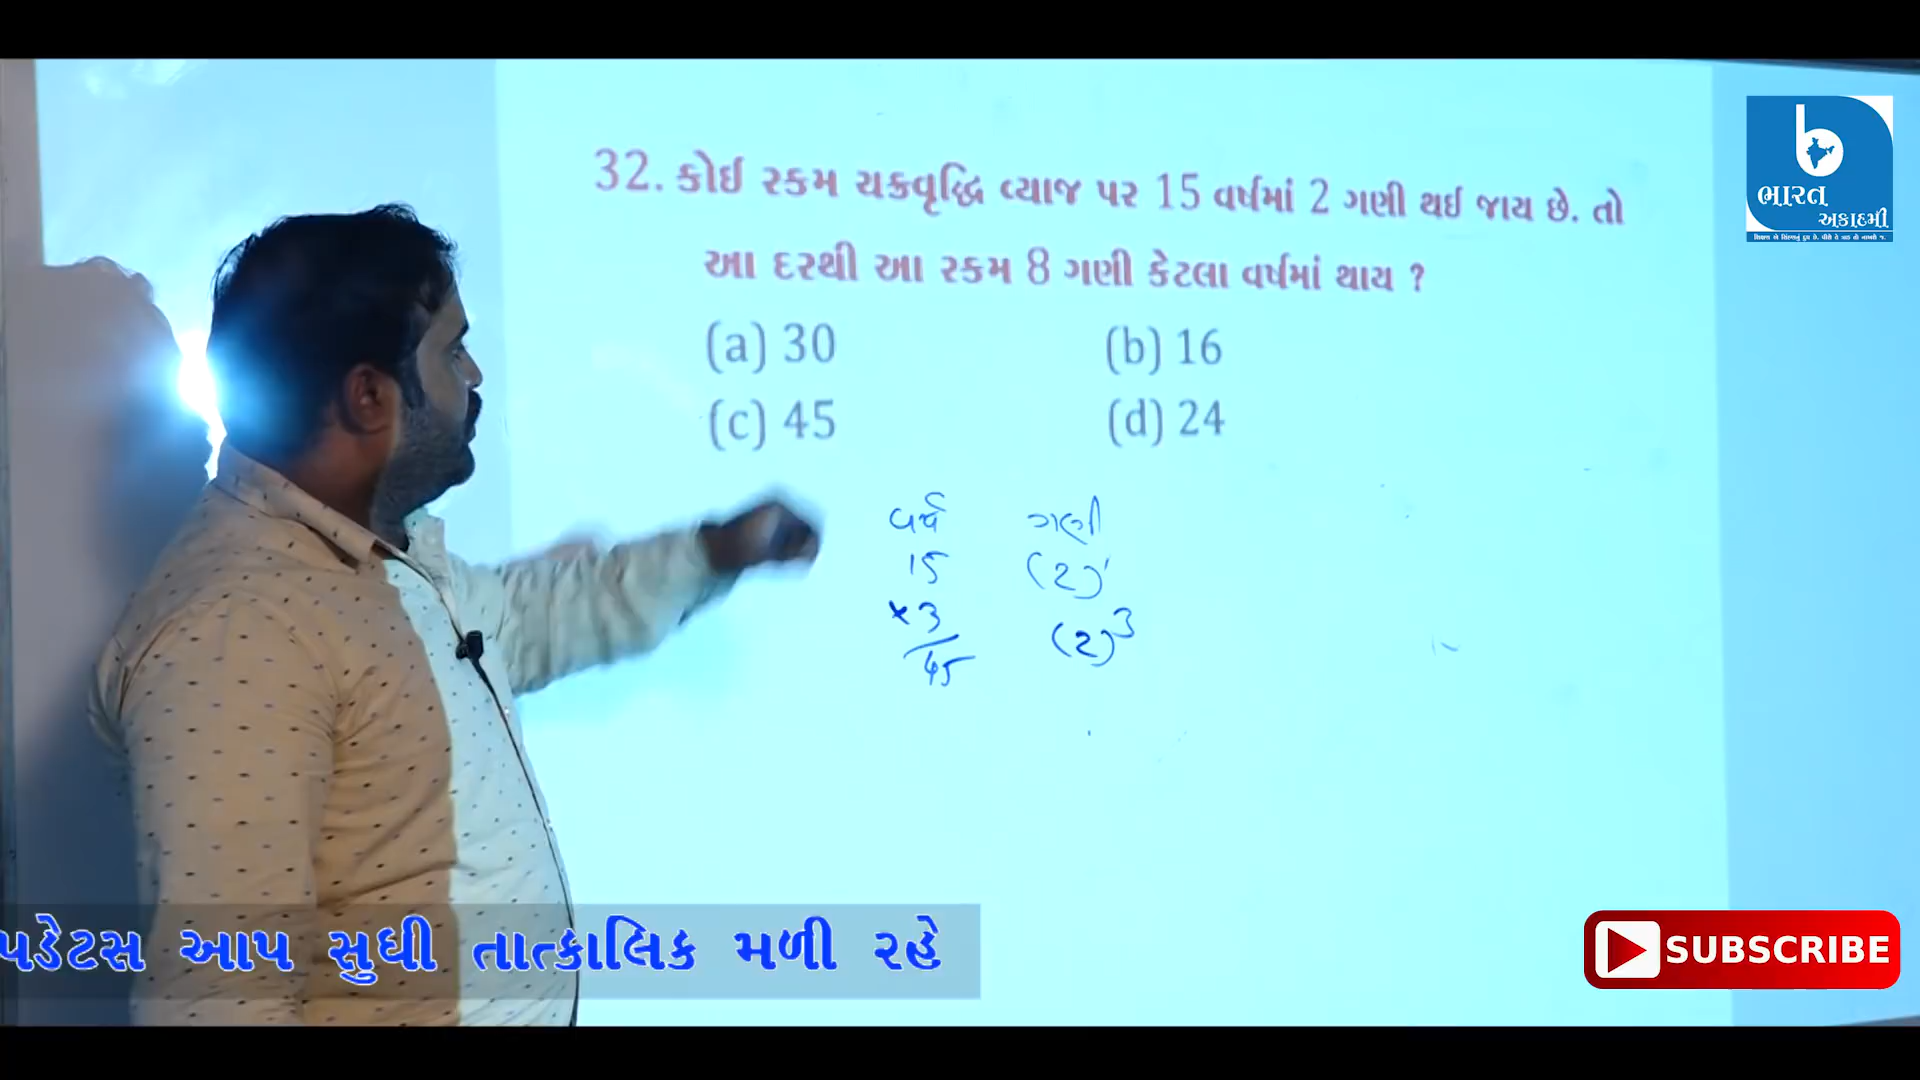 32. કોઈ રકમ ચક્રવૃદ્ધિ વ્યાજ પર 15 વર્ષમાં 2 ગણી થઈ જાય છે. તો
આ દરથી આ રકમ 8 ગણી કેટલા વર્ષમાં થાય ?
(a) 30 (b) 16
(c) 45 (d) 24
વર્ષ ગણી
15 (2)¹
×3 (2)³
45
b
ભારત
અકાદમી
પડેટસ આપ સુધી તાત્કાલિક મળી રહે
SUBSCRIBE